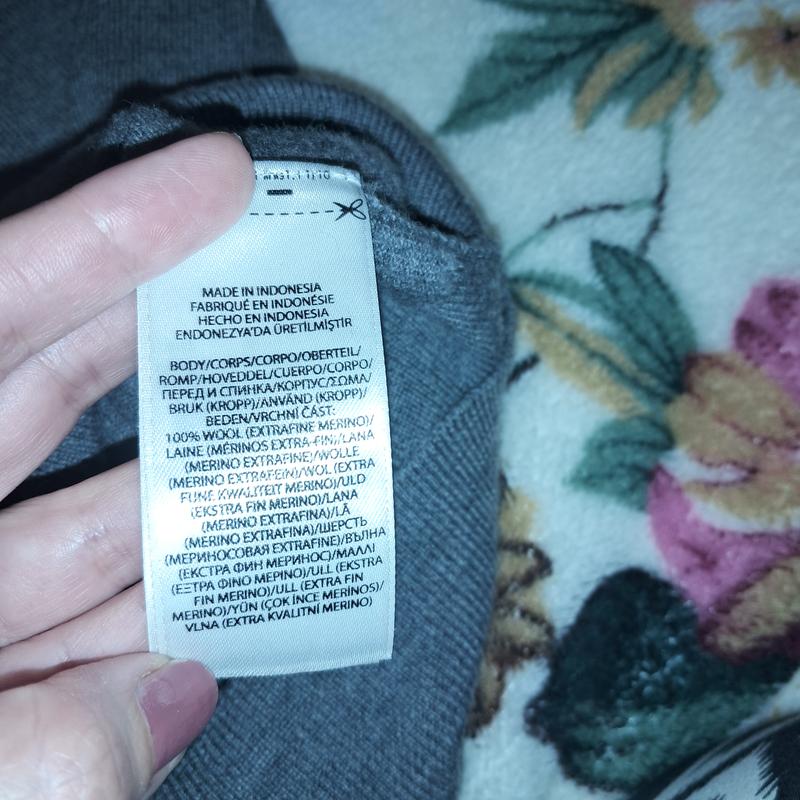 MADE IN INDONESIA
FABRIQUÉ EN INDONÉSIE
HECHO EN INDONESIA
ENDONEZYA'DA ÜRETİLMİŞTİR
BODY/CORPS/CORPO/OBERTEIL/
ROMP/HOVEDDEL/CUERPO/CORPO/
ПЕРЕД И СПИНКА/КОРПУС/ΣΩΜΑ/
BRUK (KROPP)/ANVÄND (KROPP)/
BEDEN/VRCHNÍ ČÁST:
100% WOOL (EXTRAFINE MERINO)/
LAINE (MÉRINOS EXTRA-FIN)/LANA
(MERINO EXTRAFINE)/WOLLE
(MERINO EXTRAFEIN)/WOL (EXTRA
FIJNE KWALITEIT MERINO)/ULD
(EKSTRA FIN MERINO)/LANA
(MERINO EXTRAFINA)/LÃ
(MERINO EXTRAFINA)/ШЕРСТЬ
(МЕРИНОСОВАЯ EXTRAFINE)/ВЪЛНА
(ЕКСТРА ФИН МЕРИНОС)/ΜΑΛΛΙ
(ΕΞΤΡΑ ΦΙΝΟ ΜΕΡΙΝΟ)/ULL (EKSTRA
FIN MERINO)/ULL (EXTRA FIN
MERINO)/YÜN (ÇOK İNCE MERINOS)/
VLNA (EXTRA KVALITNÍ MERINO)